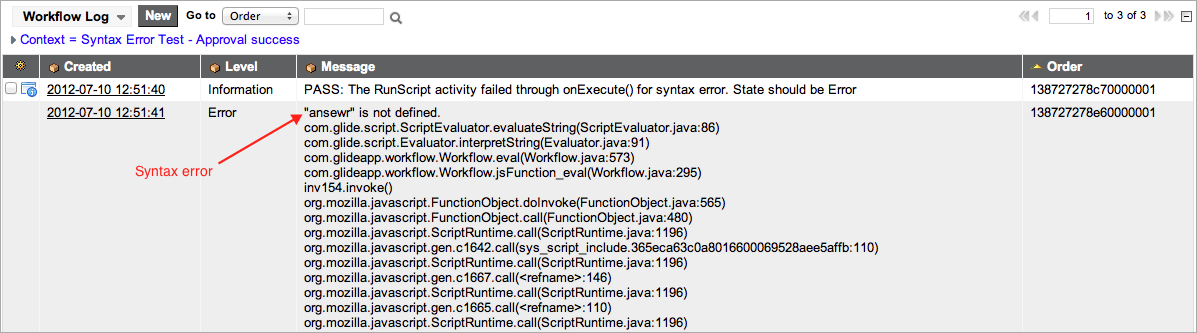 Workflow Log New Go to Order 1 to 3 of 3
Context = Syntax Error Test - Approval success
Created Level Message Order
2012-07-10 12:51:40 Information PASS: The RunScript activity failed through onExecute() for syntax error. State should be Error 138727278c70000001
2012-07-10 12:51:41 Error "ansewr" is not defined. 138727278e60000001
com.glide.script.ScriptEvaluator.evaluateString(ScriptEvaluator.java:86)
com.glide.script.Evaluator.interpretString(Evaluator.java:91)
com.glideapp.workflow.Workflow.eval(Workflow.java:573)
Syntax error com.glideapp.workflow.Workflow.jsFunction_eval(Workflow.java:295)
inv154.invoke()
org.mozilla.javascript.FunctionObject.doInvoke(FunctionObject.java:565)
org.mozilla.javascript.FunctionObject.call(FunctionObject.java:480)
org.mozilla.javascript.ScriptRuntime.call(ScriptRuntime.java:1196)
org.mozilla.javascript.gen.c1642.call(sys_script_include.365eca63c0a8016600069528aee5affb:110)
org.mozilla.javascript.ScriptRuntime.call(ScriptRuntime.java:1196)
org.mozilla.javascript.gen.c1667.call(<refname>:146)
org.mozilla.javascript.ScriptRuntime.call(ScriptRuntime.java:1196)
org.mozilla.javascript.gen.c1665.call(<refname>:110)
org.mozilla.javascript.ScriptRuntime.call(ScriptRuntime.java:1196)